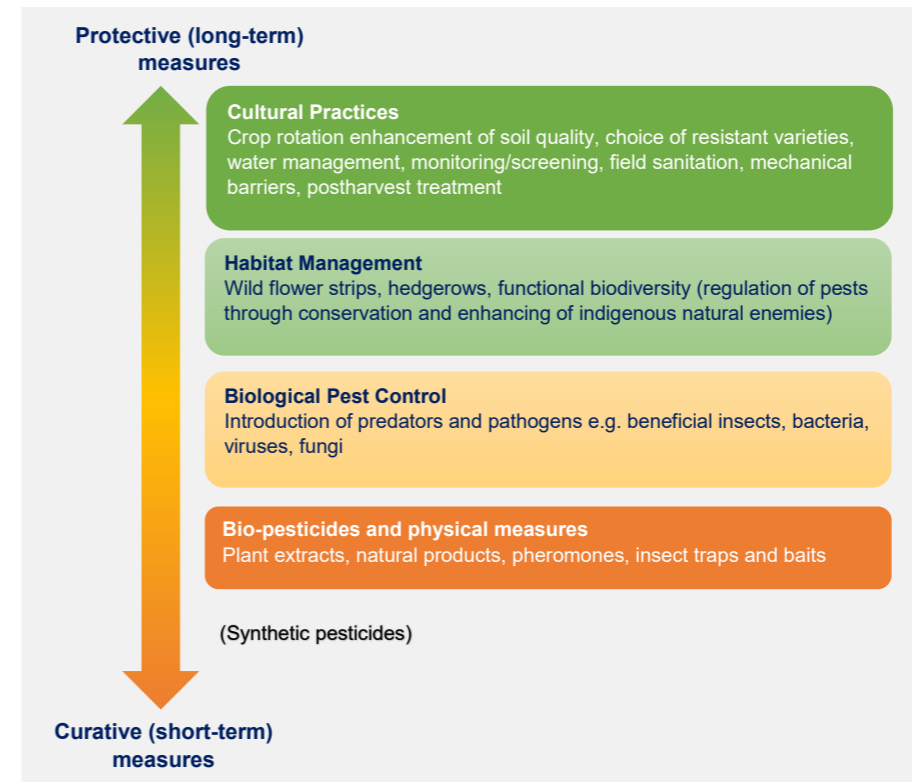 Protective (long-term)
measures
Cultural Practices
Crop rotation enhancement of soil quality, choice of resistant varieties,
water management, monitoring/screening, field sanitation, mechanical
barriers, postharvest treatment
Habitat Management
Wild flower strips, hedgerows, functional biodiversity (regulation of pests
through conservation and enhancing of indigenous natural enemies)
Biological Pest Control
Introduction of predators and pathogens e.g. beneficial insects, bacteria,
viruses, fungi
Bio-pesticides and physical measures
Plant extracts, natural products, pheromones, insect traps and baits
(Synthetic pesticides)
Curative (short-term)
measures